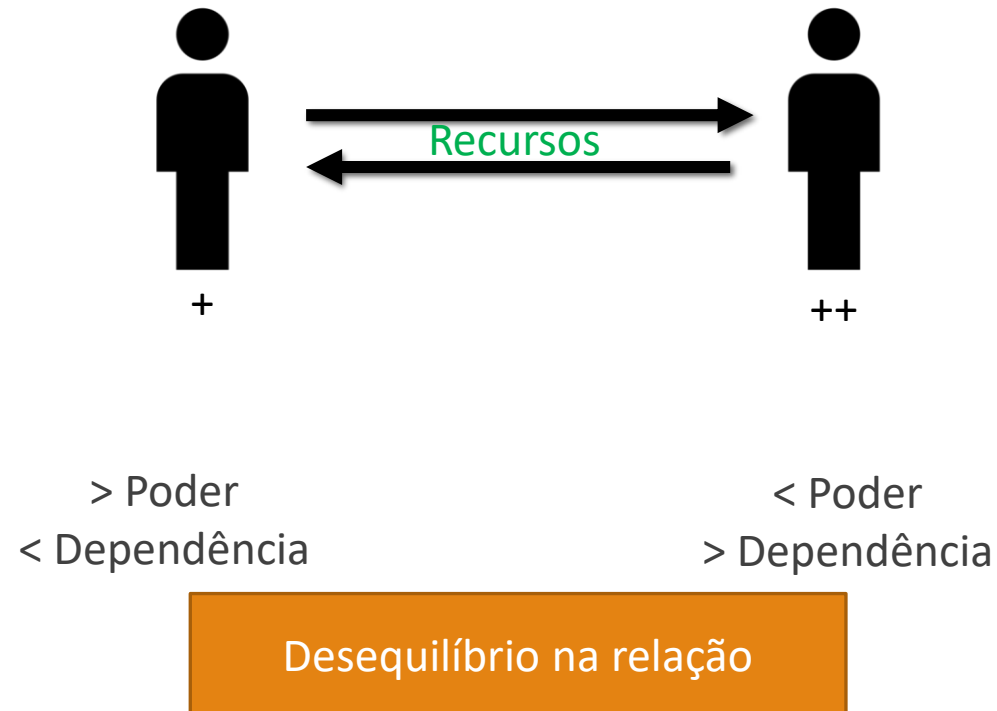 Recursos
+
++
> Poder
< Dependência
< Poder
> Dependência
Desequilíbrio na relação